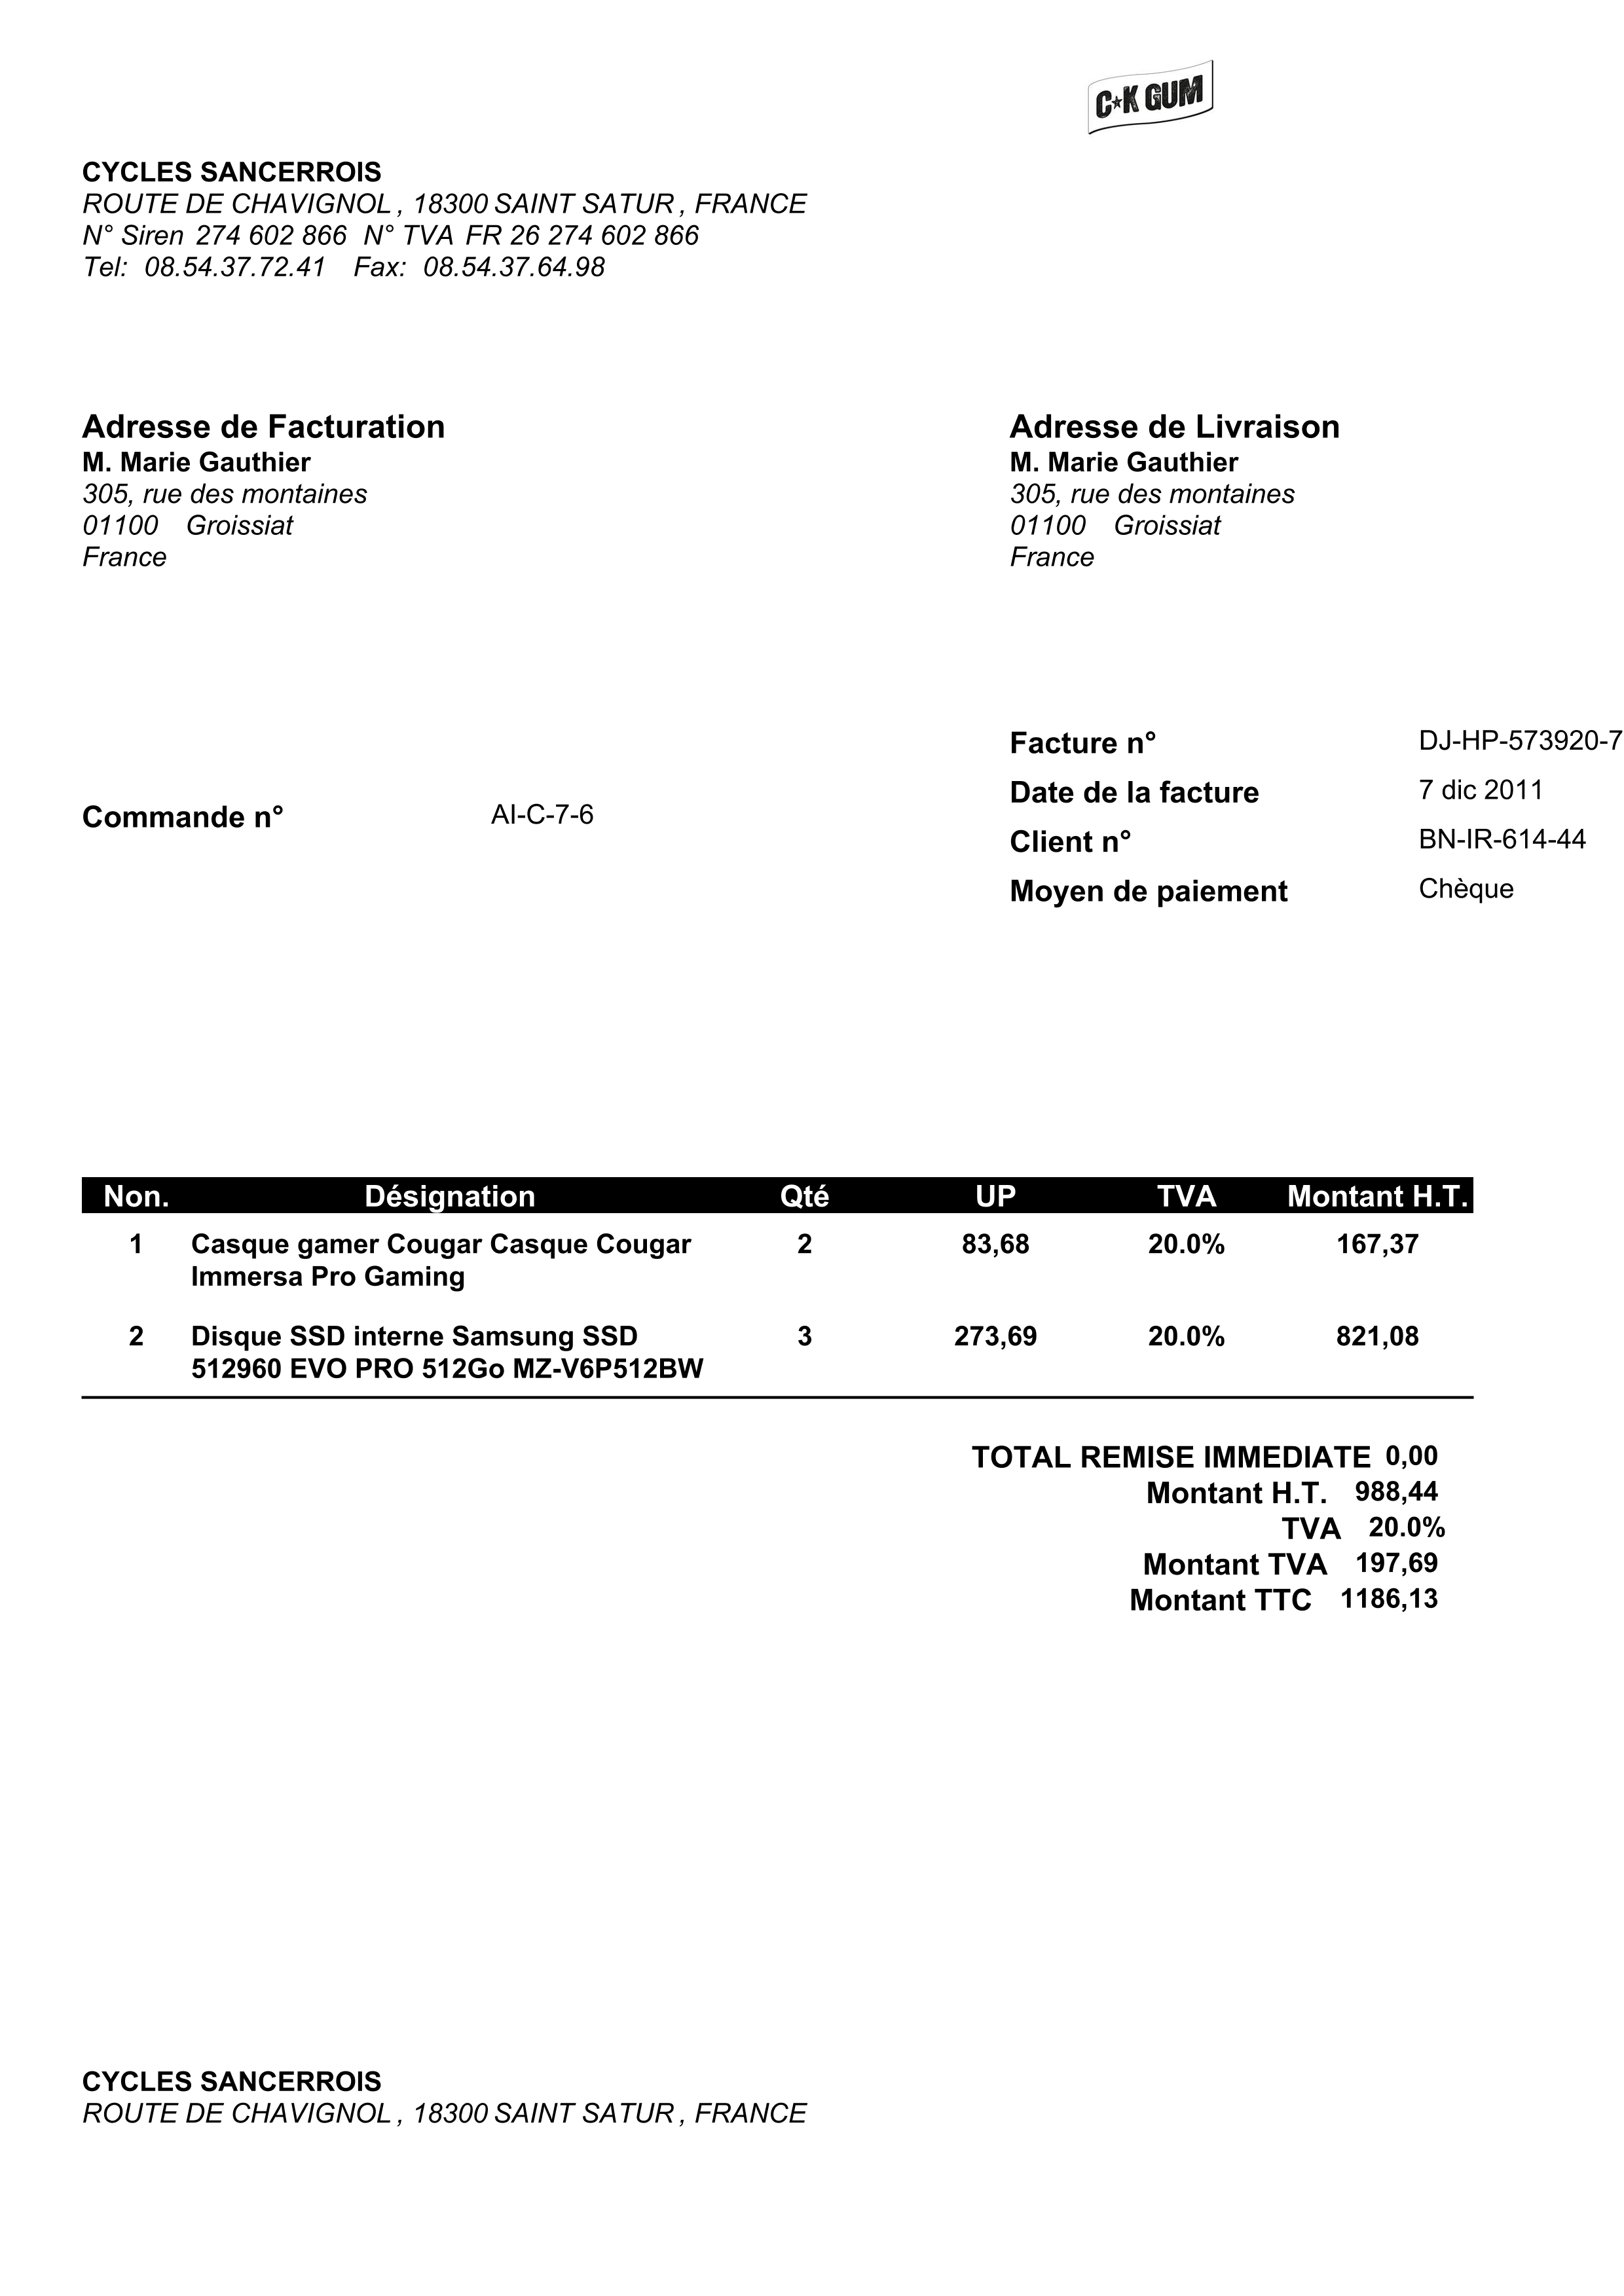 C★K GUM
CYCLES SANCERROIS
ROUTE DE CHAVIGNOL , 18300 SAINT SATUR , FRANCE
N° Siren 274 602 866 N° TVA FR 26 274 602 866
Tel: 08.54.37.72.41 Fax: 08.54.37.64.98
Adresse de Facturation
M. Marie Gauthier
305, rue des montaines
01100 Groissiat
France
Adresse de Livraison
M. Marie Gauthier
305, rue des montaines
01100 Groissiat
France
Commande n° AI-C-7-6
Facture n° DJ-HP-573920-7
Date de la facture 7 dic 2011
Client n° BN-IR-614-44
Moyen de paiement Chèque
Non. Désignation Qté UP TVA Montant H.T.
1 Casque gamer Cougar Casque Cougar 2 83,68 20.0% 167,37
Immersa Pro Gaming
2 Disque SSD interne Samsung SSD 3 273,69 20.0% 821,08
512960 EVO PRO 512Go MZ-V6P512BW
TOTAL REMISE IMMEDIATE 0,00
Montant H.T. 988,44
TVA 20.0%
Montant TVA 197,69
Montant TTC 1186,13
CYCLES SANCERROIS
ROUTE DE CHAVIGNOL , 18300 SAINT SATUR , FRANCE